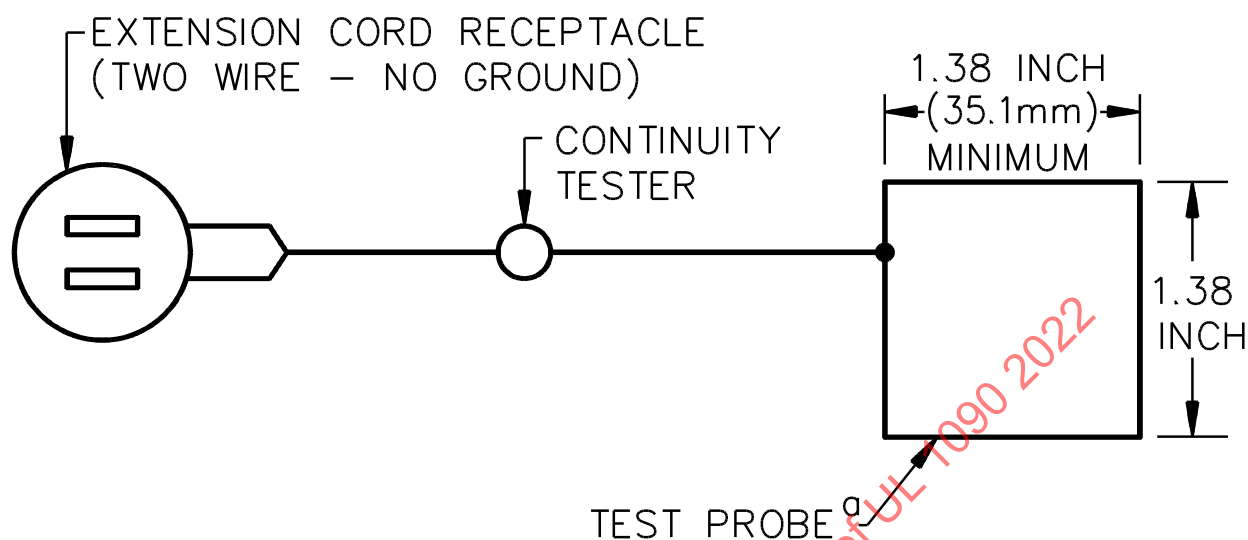 EXTENSION CORD RECEPTACLE
(TWO WIRE – NO GROUND)
CONTINUITY
TESTER
1.38 INCH
(35.1mm)
MINIMUM
1.38
INCH
TEST PROBE a
of UL 1090 2022